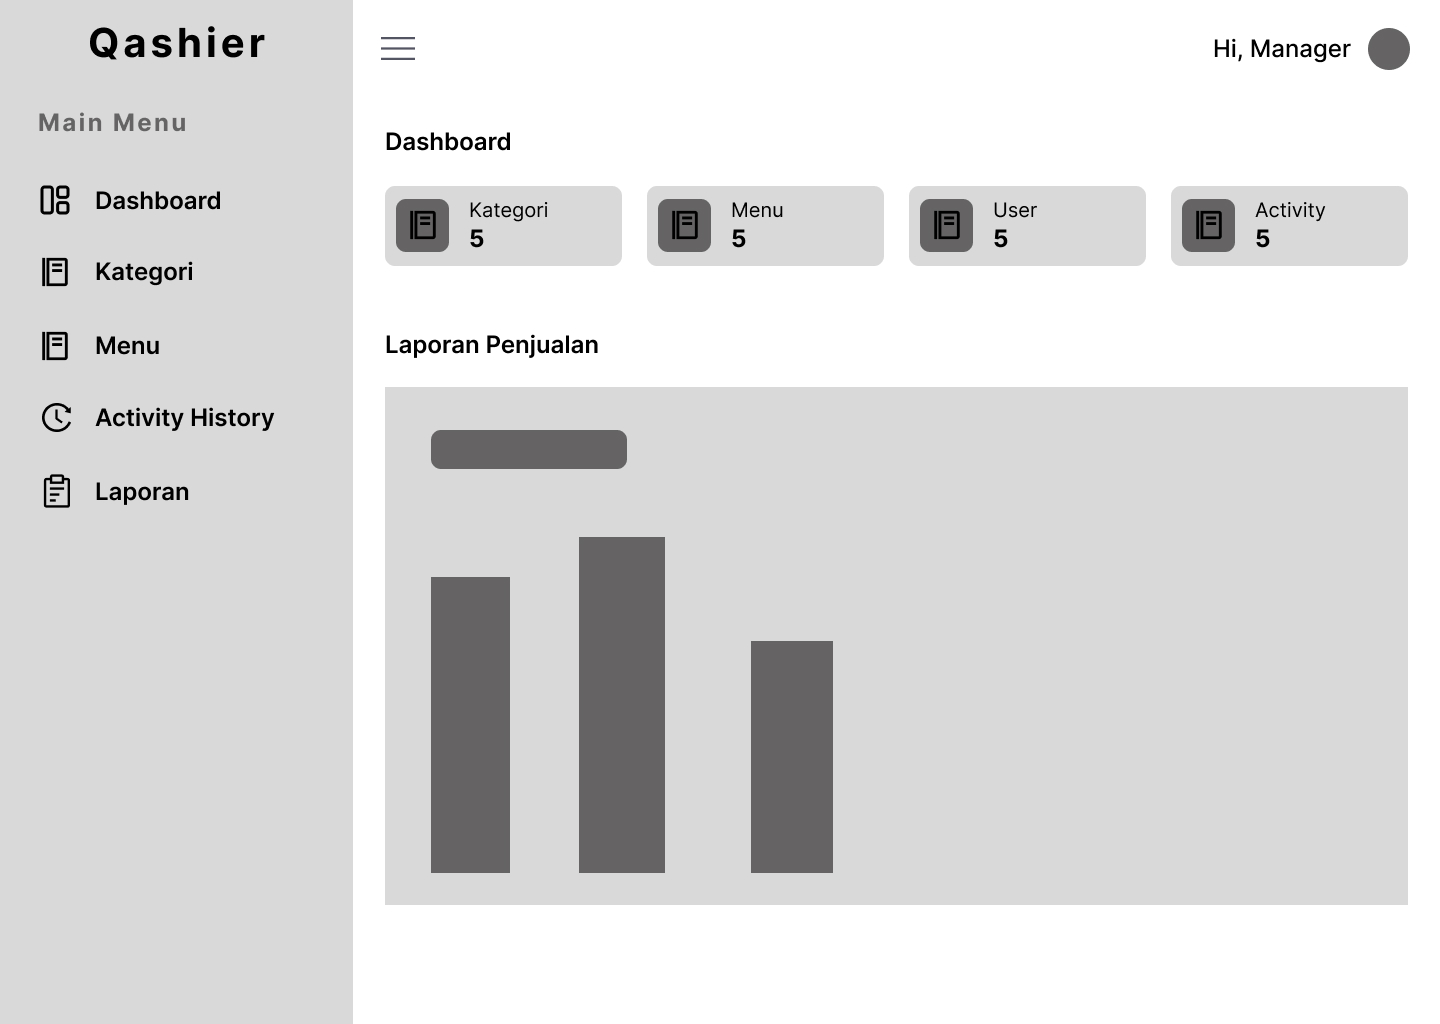 Qashier
Main Menu
Dashboard
Kategori
Menu
Activity History
Laporan
Hi, Manager
Dashboard
Kategori
5
Menu
5
User
5
Activity
5
Laporan Penjualan